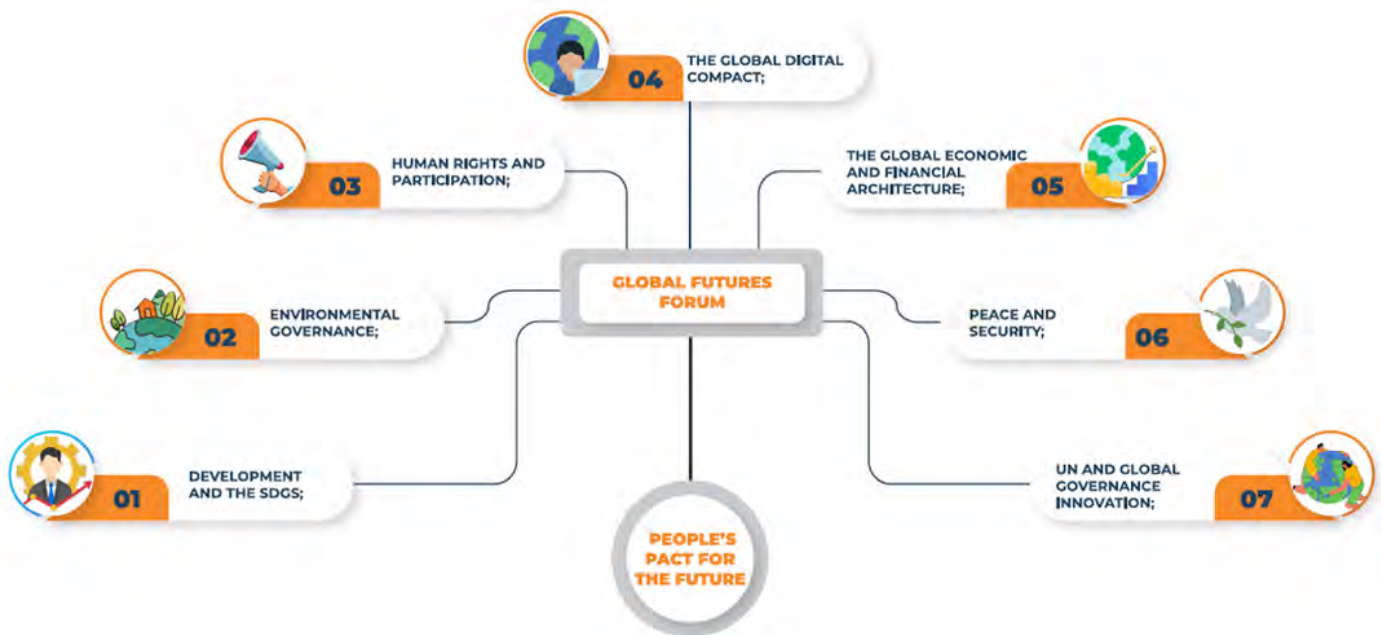 04
THE GLOBAL DIGITAL
COMPACT;
03
HUMAN RIGHTS AND
PARTICIPATION;
THE GLOBAL ECONOMIC
AND FINANCIAL
ARCHITECTURE;
05
GLOBAL FUTURES
FORUM
02
ENVIRONMENTAL
GOVERNANCE;
PEACE AND
SECURITY;
06
01
DEVELOPMENT
AND THE SDGS;
UN AND GLOBAL
GOVERNANCE
INNOVATION;
07
PEOPLE'S
PACT FOR
THE FUTURE